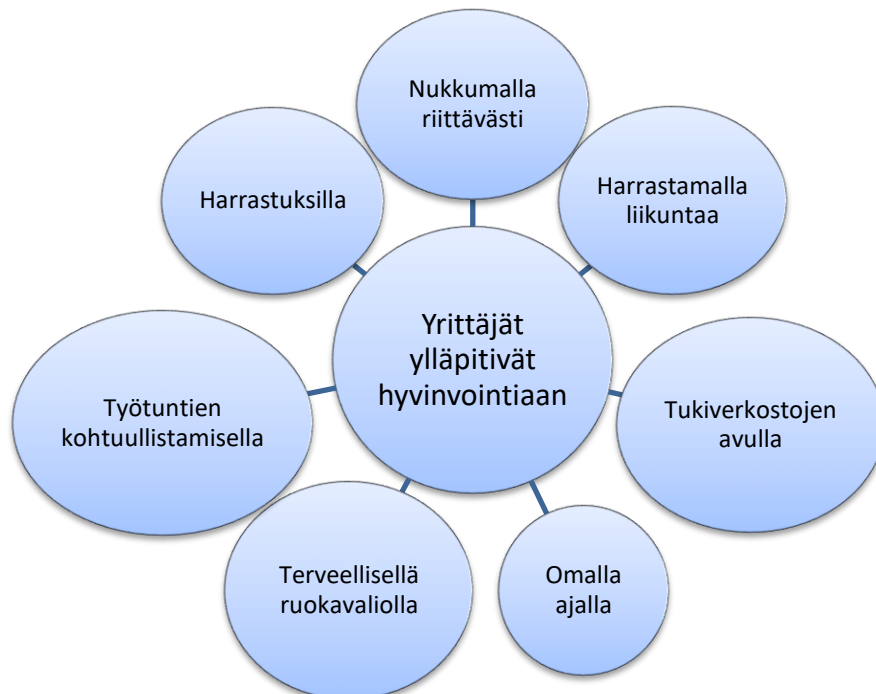 Nukkumalla
riittävästi
Harrastuksilla
Harrastamalla
liikuntaa
Yrittäjät
ylläpitivät
hyvinvointiaan
Työtuntien
kohtuullistamisella
Tukiverkostojen
avulla
Terveellisellä
ruokavaliolla
Omalla
ajalla